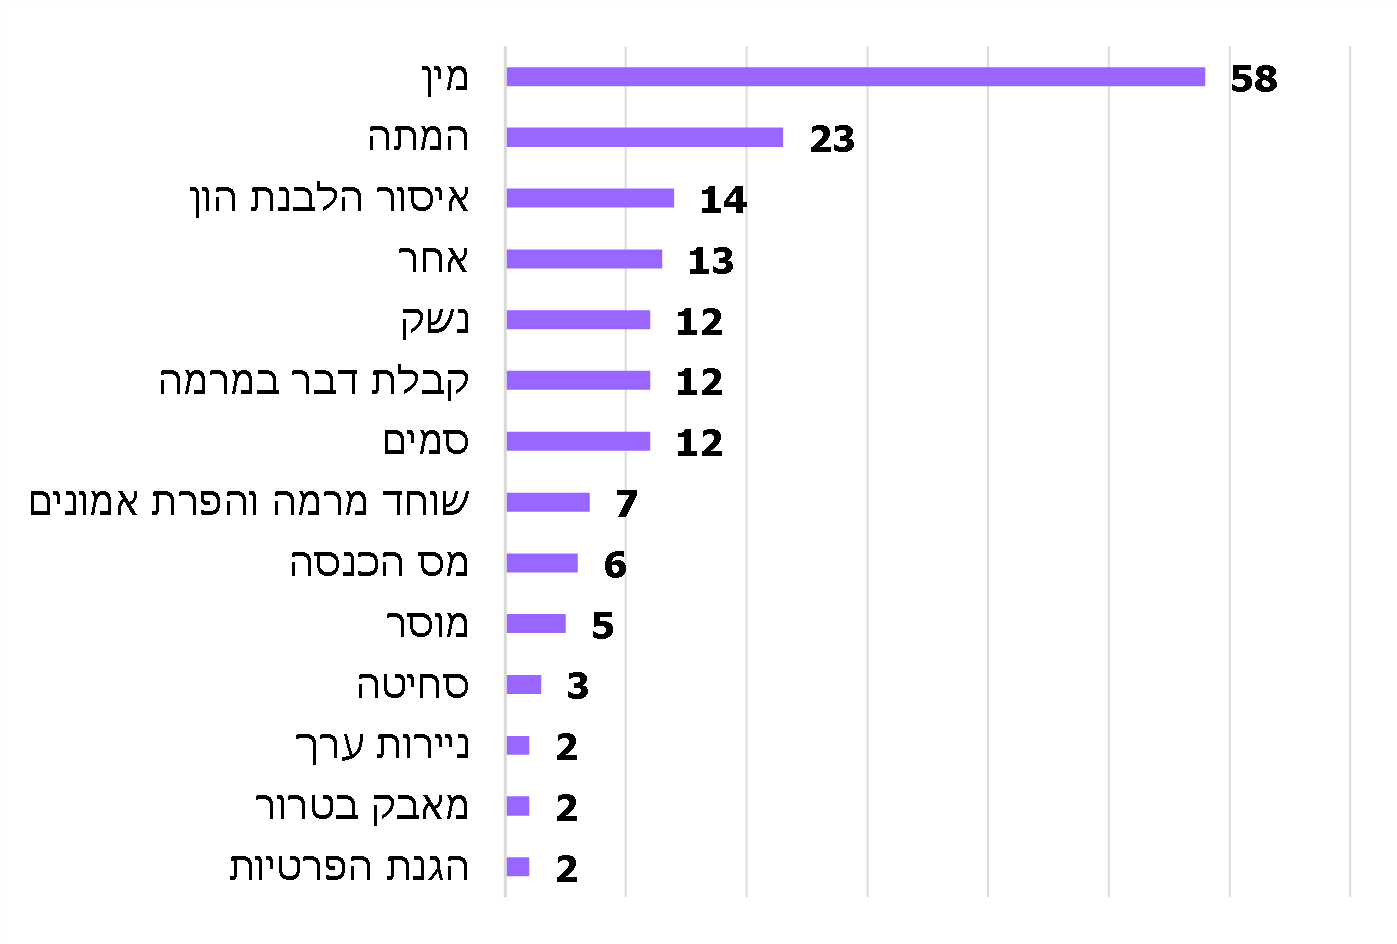 מין 58
המתה 23
איסור הלבנת הון 14
אחר 13
נשק 12
קבלת דבר במרמה 12
סמים 12
שוחד מרמה והפרת אמונים 7
מס הכנסה 6
מוסר 5
סחיטה 3
ניירות ערך 2
מאבק בטרור 2
הגנת הפרטיות 2